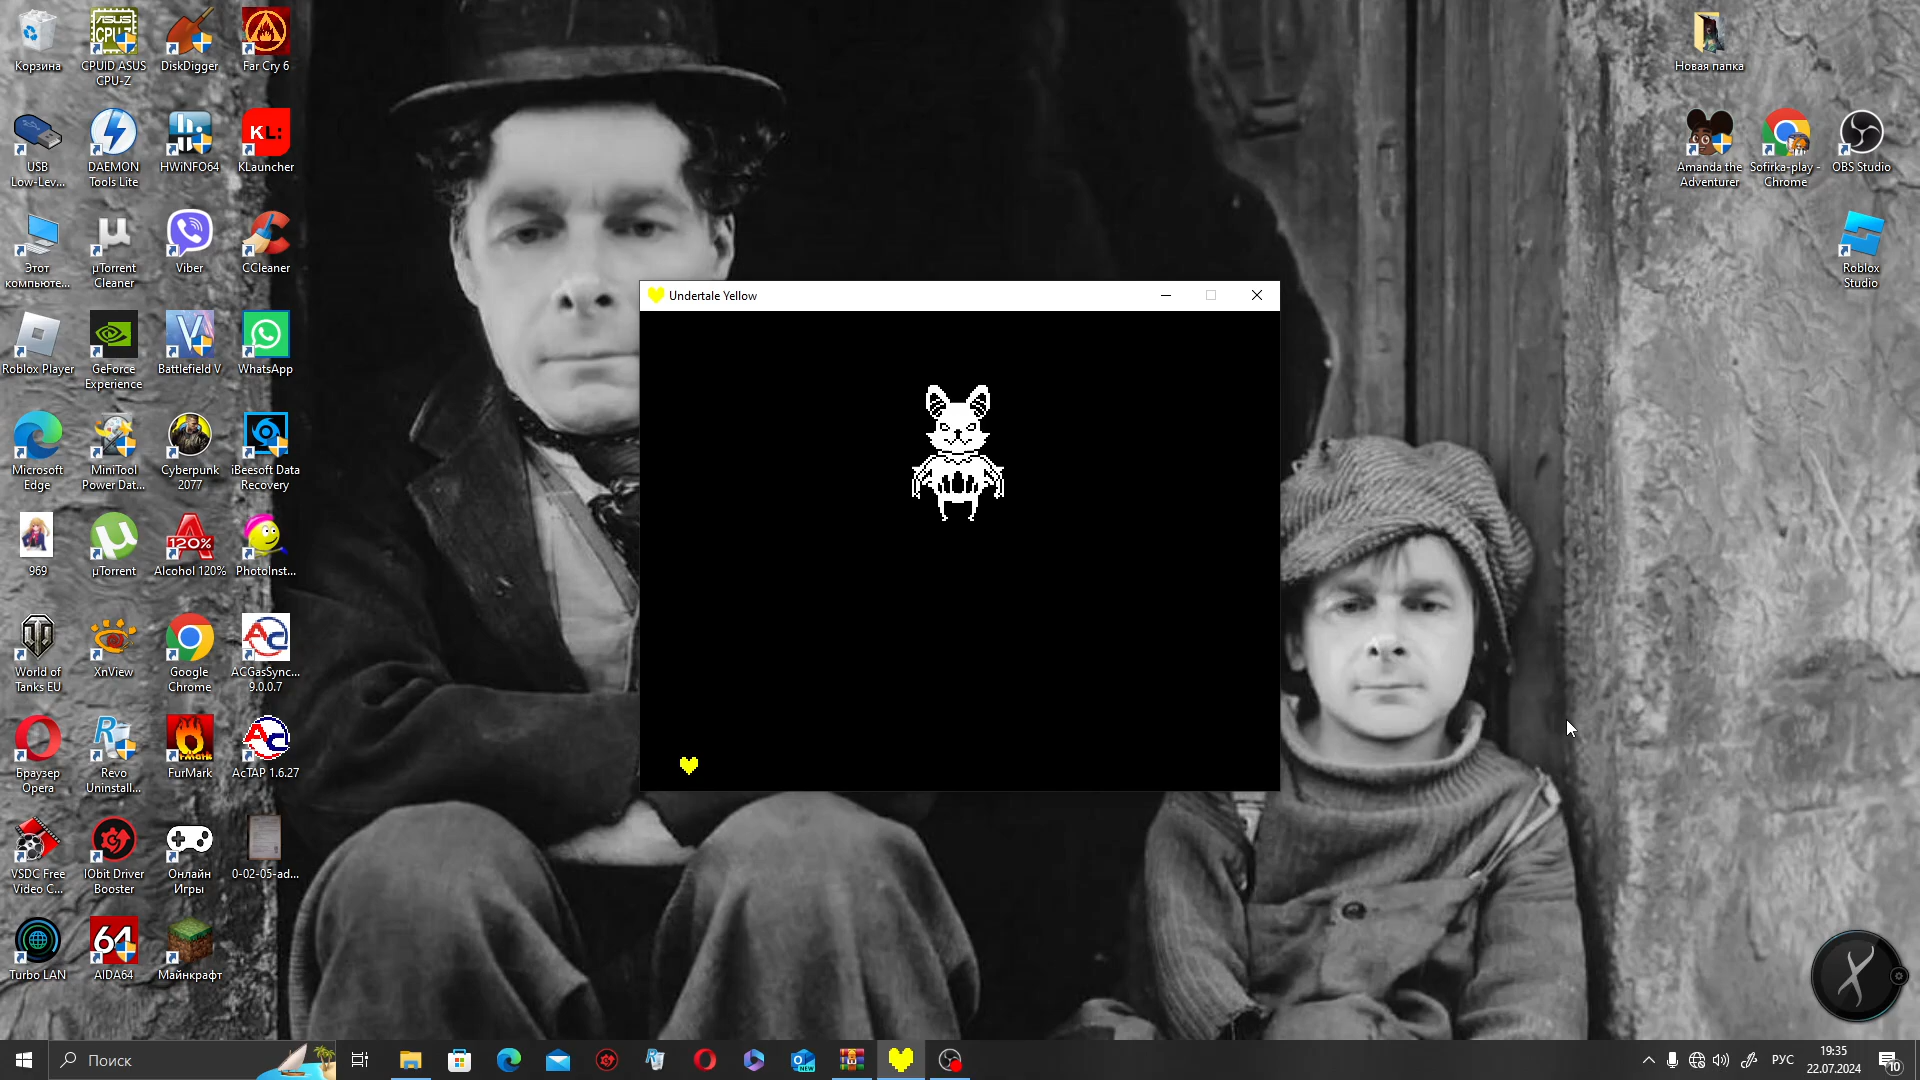 Корзина
CPUID ASUS
CPU-Z
DiskDigger
Far Cry 6
USB
Low-Lev...
DAEMON
Tools Lite
HWiNFO64
KL:
KLauncher
Этот
компьюте...
µTorrent
Cleaner
Viber
CCleaner
Roblox Player
GeForce
Experience
Battlefield V
WhatsApp
Microsoft
Edge
MiniTool
Power Dat...
Cyberpunk
2077
iBeesoft Data
Recovery
969
µTorrent
120%
Alcohol 120%
PhotoInst...
World of
Tanks EU
XnView
Google
Chrome
ACGasSync...
9.0.0.7
Браузер
Opera
Revo
Uninstall...
FurMark
AcTAP 1.6.27
VSDC Free
Video C...
IObit Driver
Booster
Онлайн
Игры
0-02-05-ad...
Turbo LAN
64
AIDA64
Майнкрафт
Undertale Yellow
Новая папка
Amanda the
Adventurer
Sofirka-play -
Chrome
OBS Studio
Roblox
Studio
Поиск
NEW
РУС
19:35
22.07.2024
10